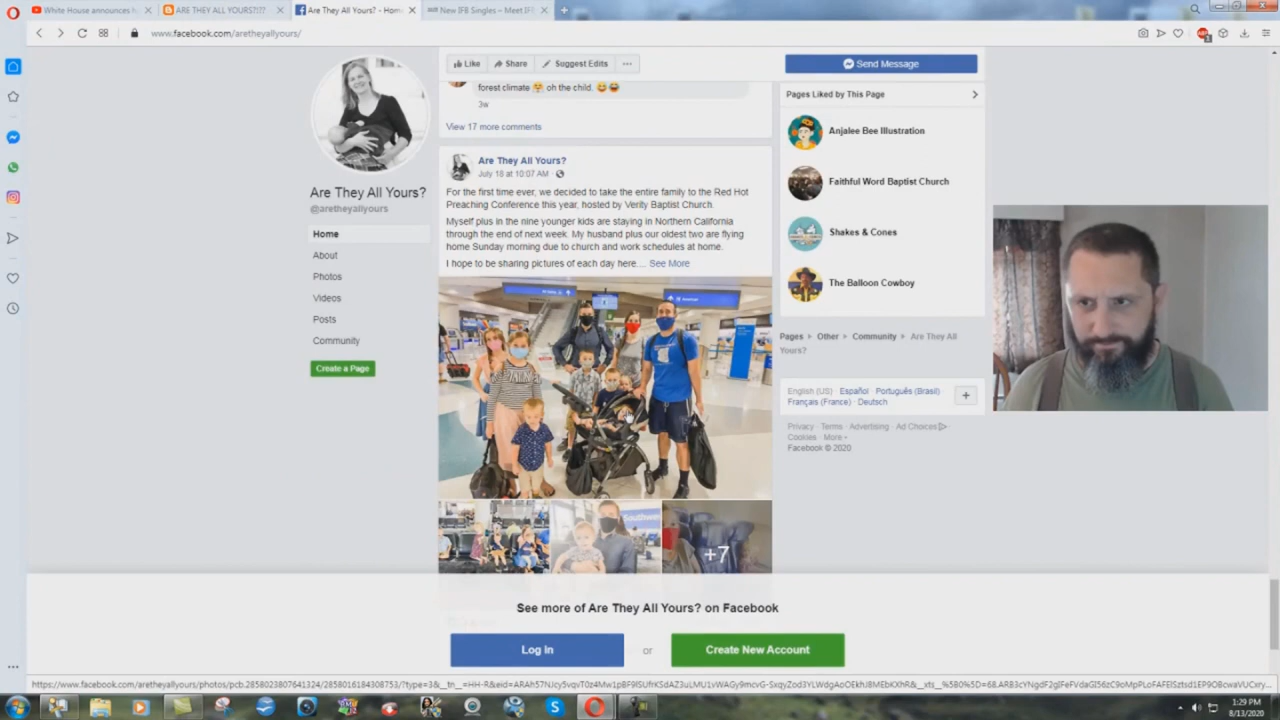 White House announces
ARE THEY ALL YOURS?!??
Are They All Yours? - Home
New IFB Singles – Meet IFB
www.facebook.com/aretheyallyours/
Like
Share
Suggest Edits
Send Message
forest climate 🤗 oh the child. 😂😂
3w
View 17 more comments
Are They All Yours?
July 18 at 10:07 AM
For the first time ever, we decided to take the entire family to the Red Hot
Preaching Conference this year, hosted by Verity Baptist Church.
Myself plus in the nine younger kids are staying in Northern California
through the end of next week. My husband plus our oldest two are flying
home Sunday morning due to church and work schedules at home.
I hope to be sharing pictures of each day here.... See More
+7
Are They All Yours?
@aretheyallyours
Home
About
Photos
Videos
Posts
Community
Create a Page
Pages Liked by This Page
Anjalee Bee Illustration
Faithful Word Baptist Church
Shakes & Cones
The Balloon Cowboy
Pages Other Community Are They All
Yours?
English (US) · Español · Português (Brasil)
Français (France) · Deutsch
Privacy · Terms · Advertising · Ad Choices
Cookies · More
Facebook © 2020
See more of Are They All Yours? on Facebook
Log In
or
Create New Account
1:29 PM
8/13/2020